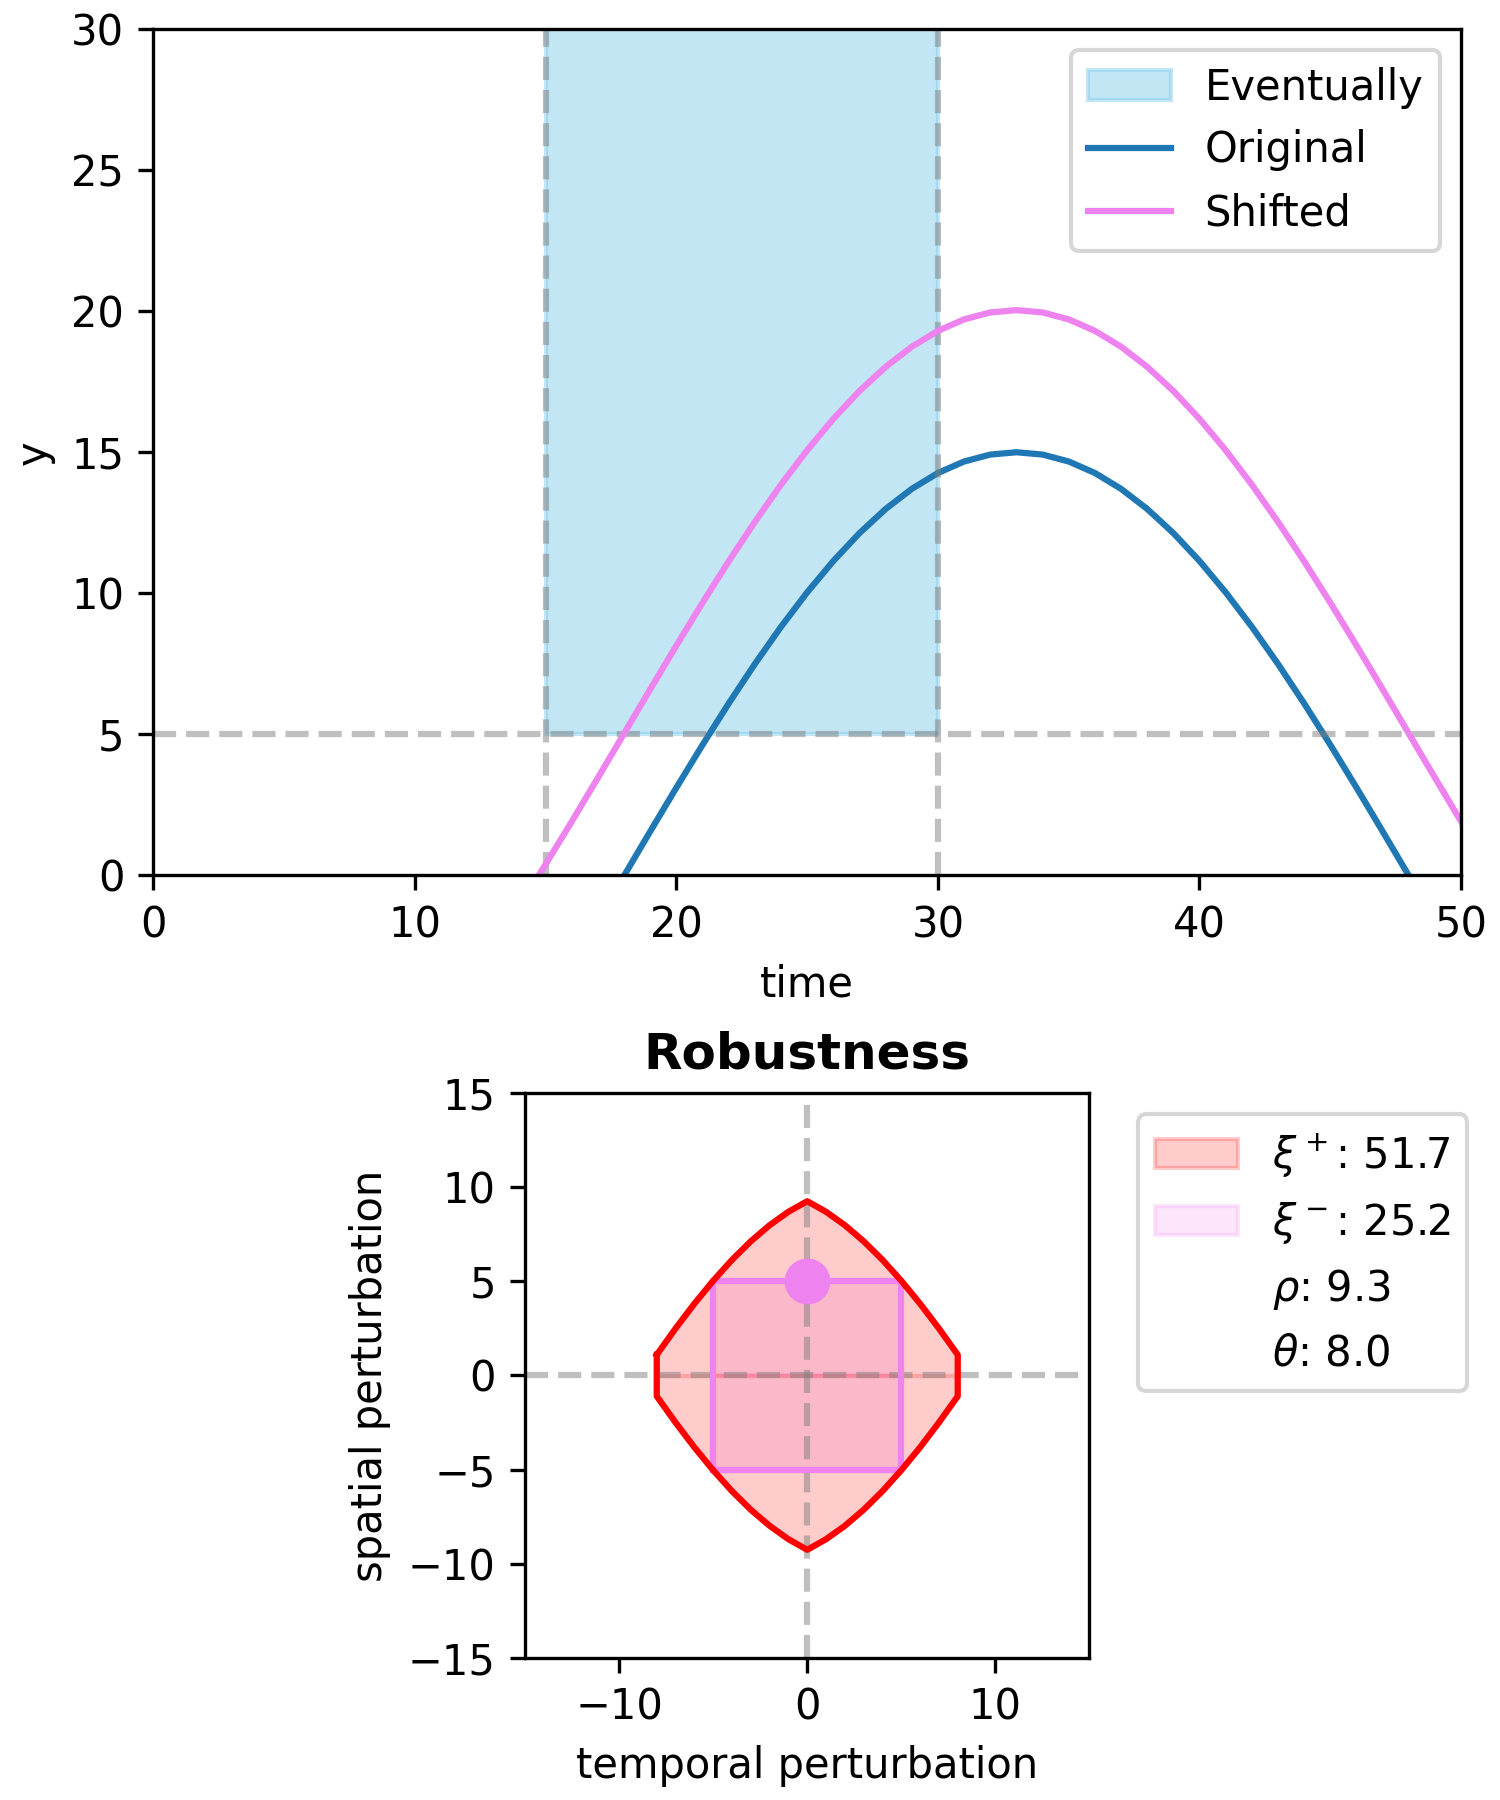 30
25
20
15
10
5
0
y
0 10 20 30 40 50
time
Eventually
Original
Shifted
Robustness
15
10
5
0
−5
−10
−15
spatial perturbation
−10 0 10
temporal perturbation
ξ⁺: 51.7
ξ⁻: 25.2
ρ: 9.3
θ: 8.0